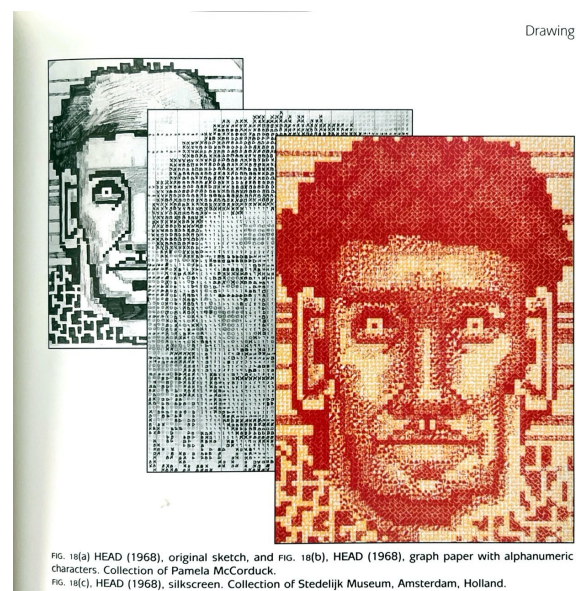 Drawing
FIG. 18(a) HEAD (1968), original sketch, and FIG. 18(b), HEAD (1968), graph paper with alphanumeric
characters. Collection of Pamela McCorduck.
FIG. 18(c), HEAD (1968), silkscreen. Collection of Stedelijk Museum, Amsterdam, Holland.